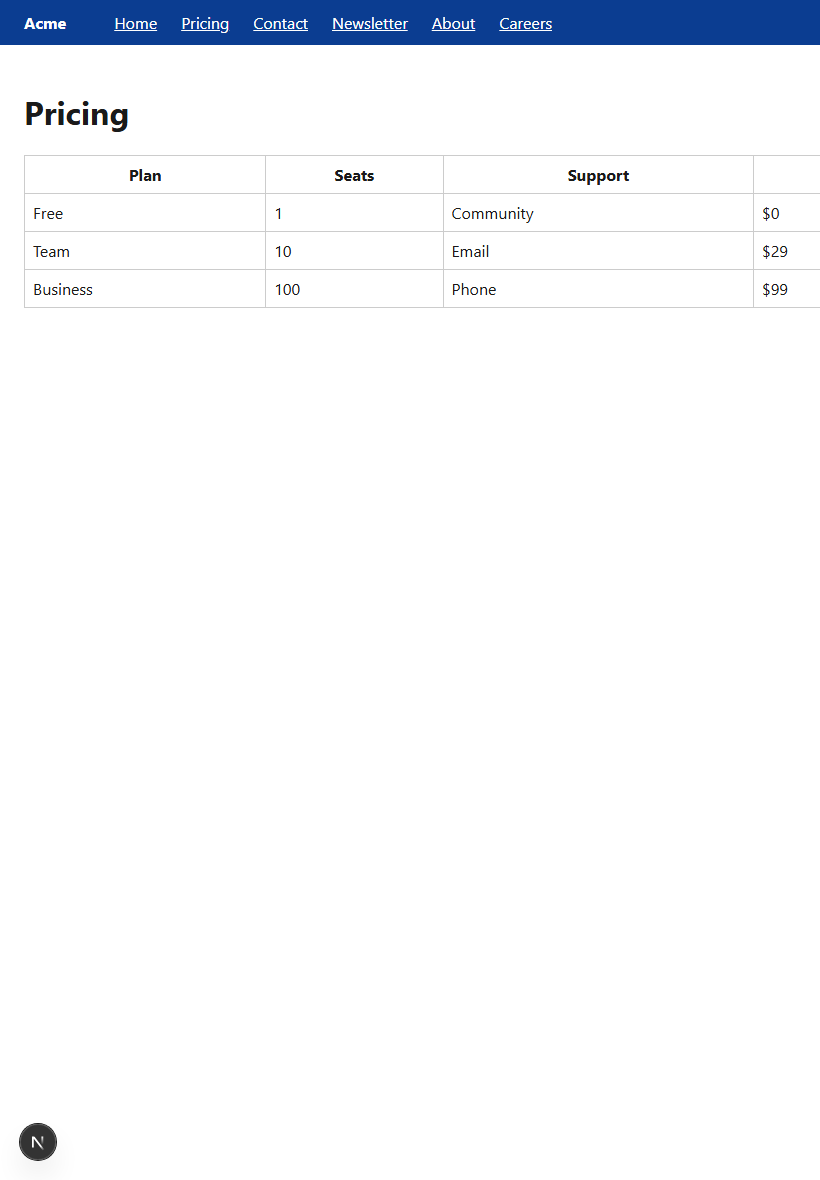 Acme Home Pricing Contact Newsletter About Careers
Pricing
Plan Seats Support
Free 1 Community $0
Team 10 Email $29
Business 100 Phone $99
N